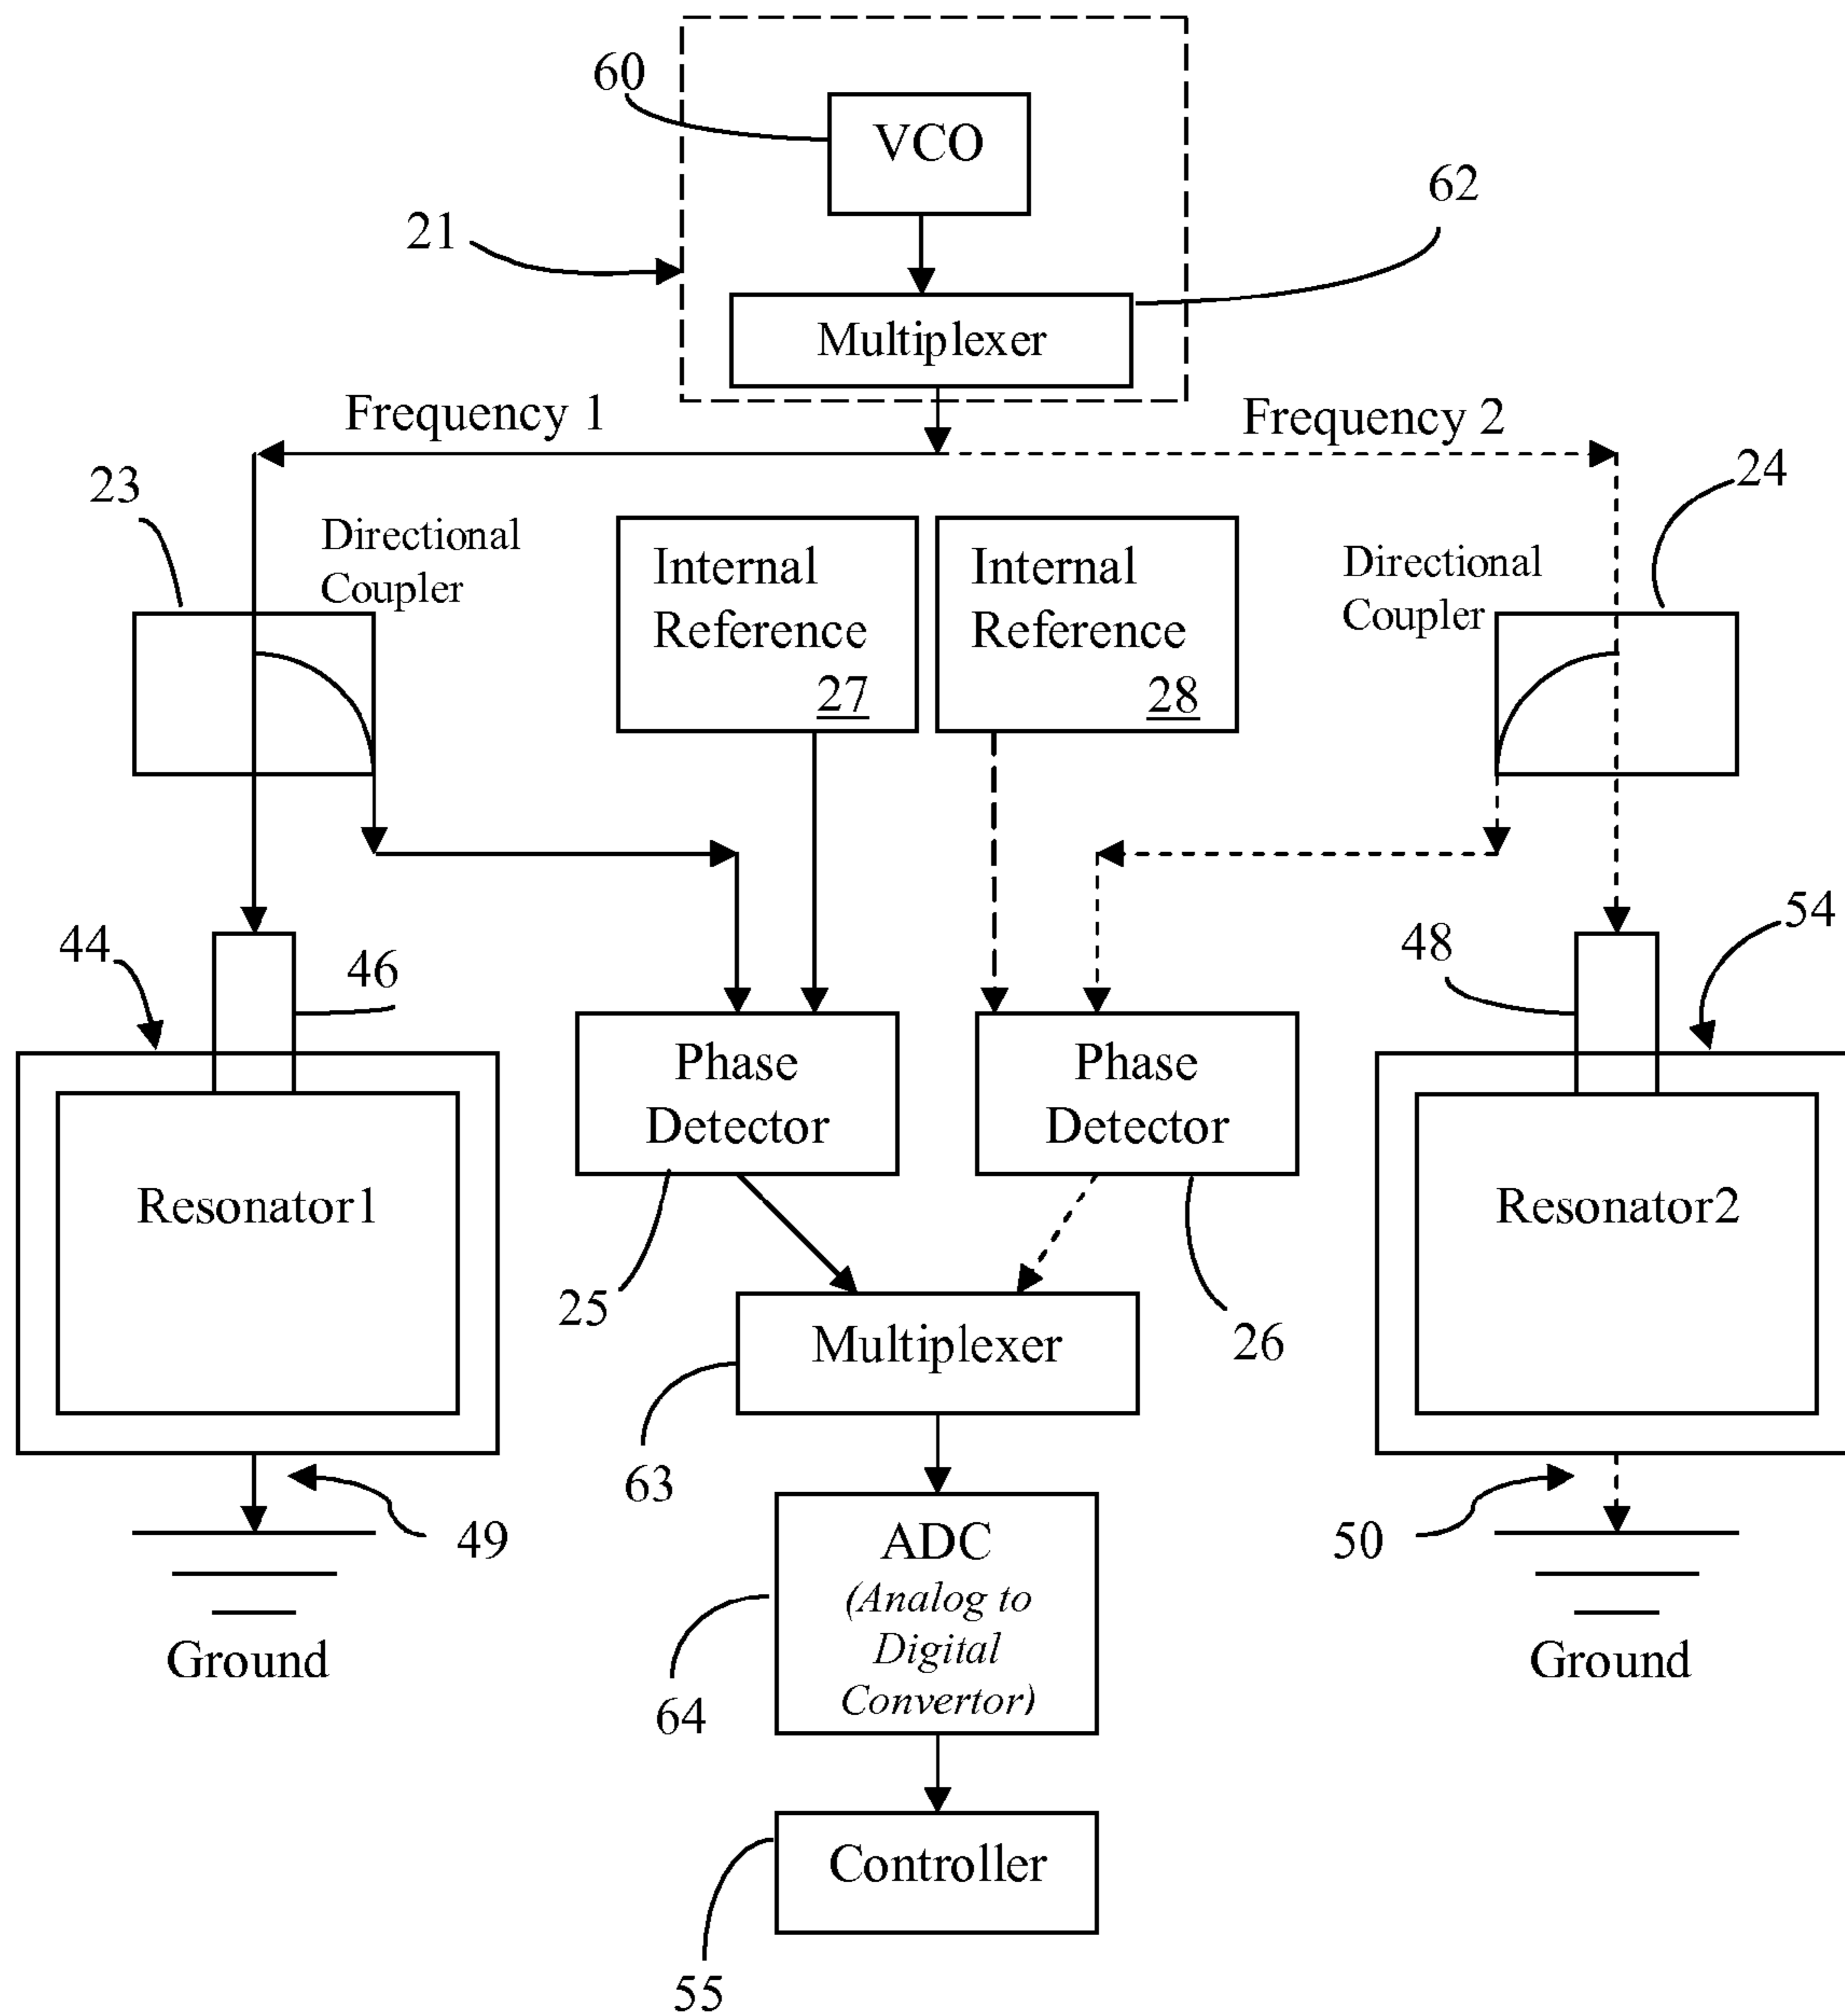 60
VCO
62
21
Multiplexer
Frequency 1
Frequency 2
23
24
Directional
Coupler
Internal
Reference
27
Internal
Reference
28
Directional
Coupler
44
46
48
54
Phase
Detector
Phase
Detector
Resonator1
Resonator2
25
26
Multiplexer
63
49
50
ADC
(Analog to
Digital
Convertor)
Ground
Ground
64
Controller
55